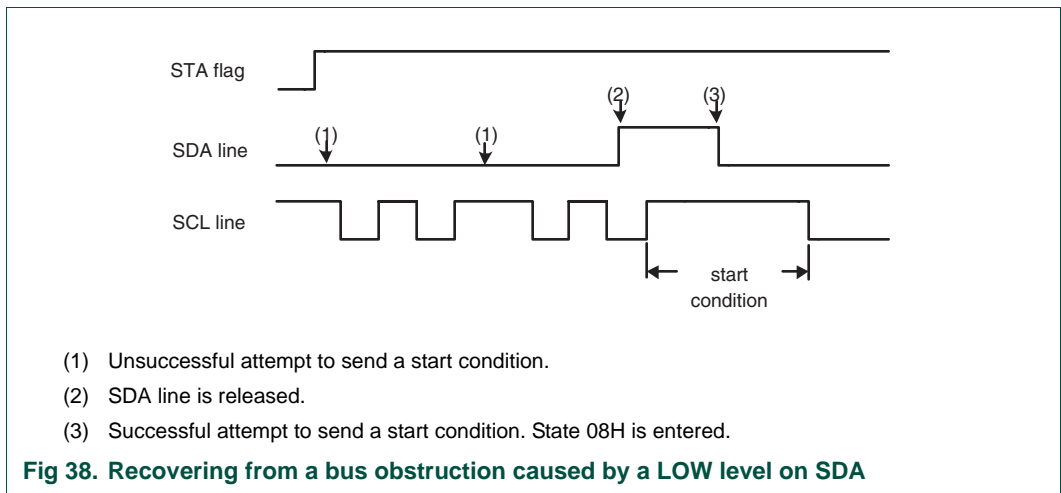 STA flag
(2) (3)
(1) (1)
SDA line
SCL line
start
condition
(1) Unsuccessful attempt to send a start condition.
(2) SDA line is released.
(3) Successful attempt to send a start condition. State 08H is entered.
Fig 38. Recovering from a bus obstruction caused by a LOW level on SDA